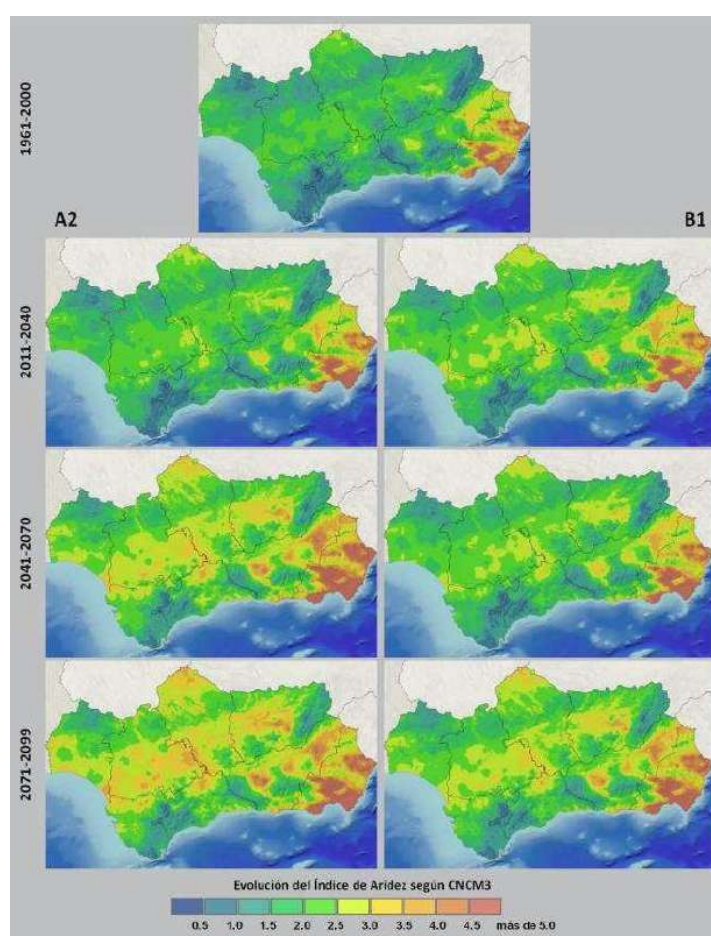 1961-2000
A2
B1
2011-2040
2041-2070
2071-2099
Evolución del Índice de Aridez según CNCM3
0.5 1.0 1.5 2.0 2.5 3.0 3.5 4.0 4.5 más de 5.0